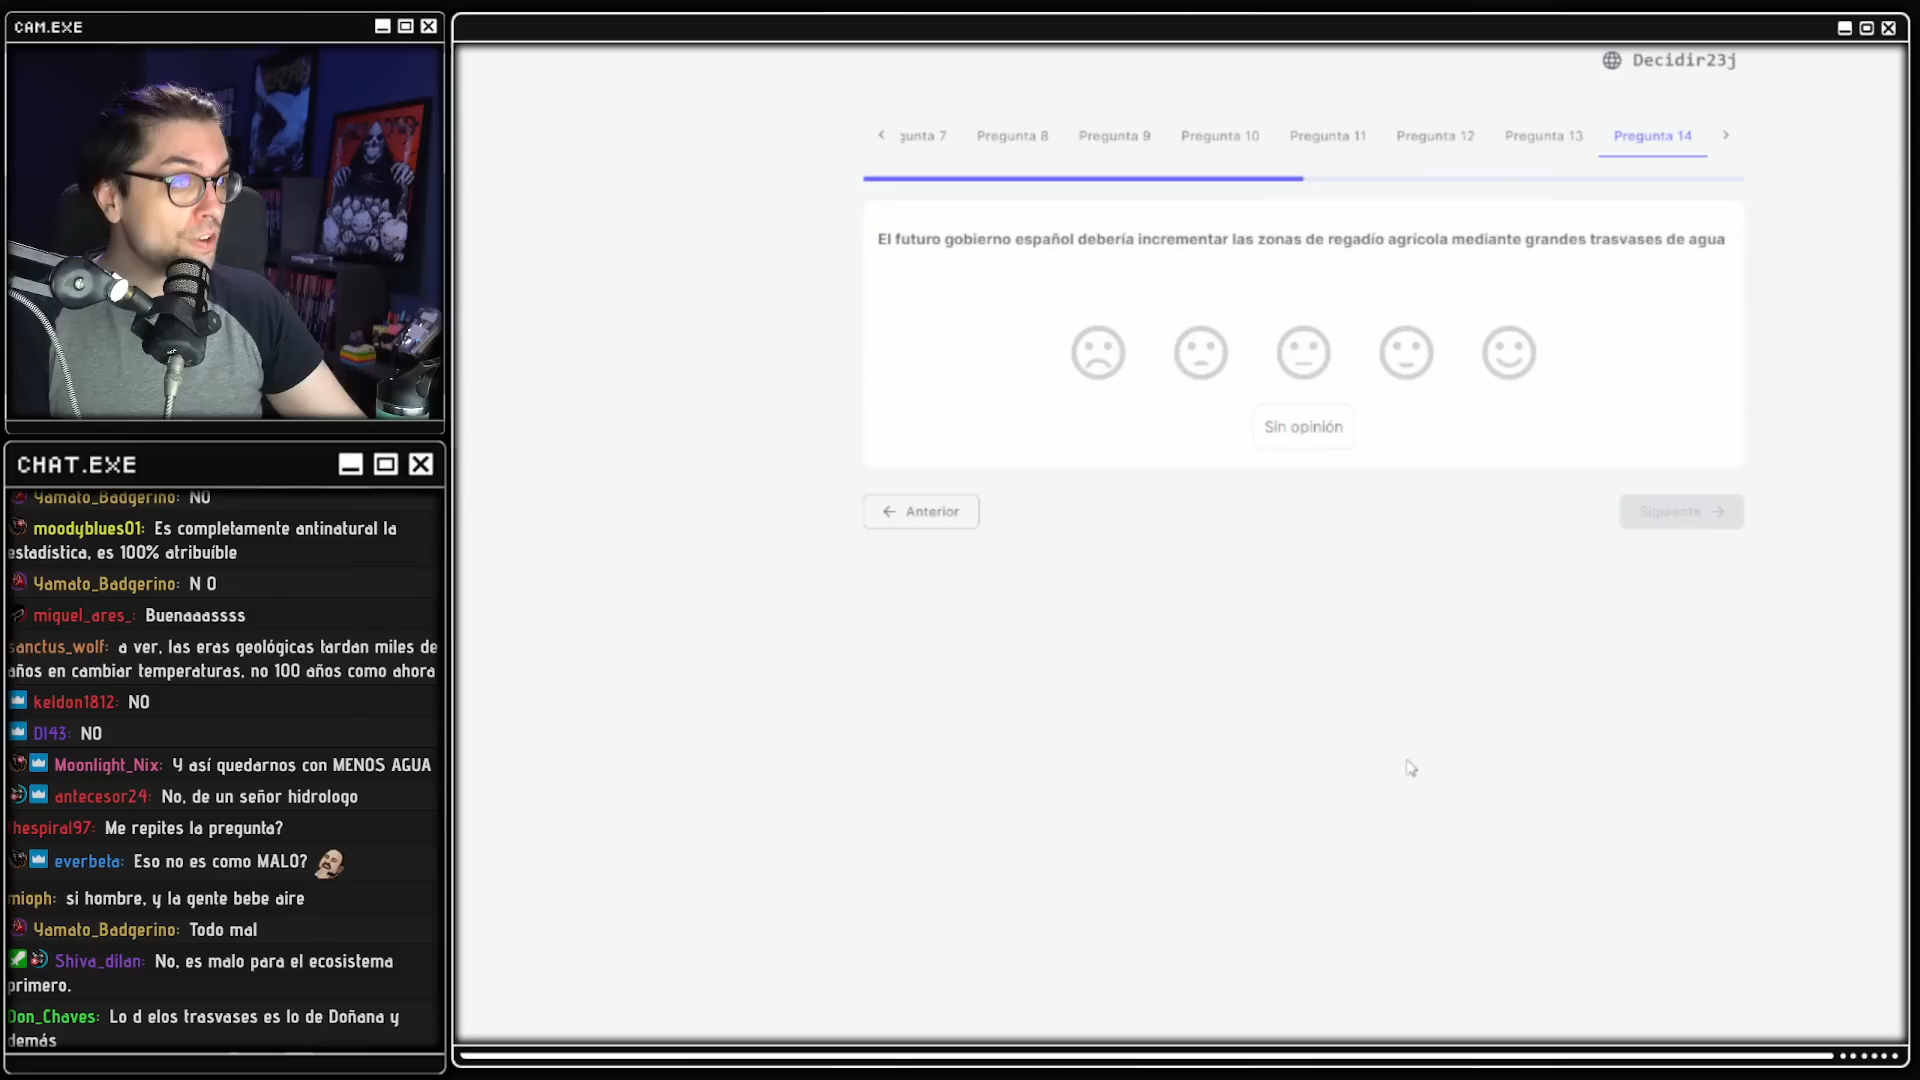 CAM.EXE
Decidir23j
gunta 7
Pregunta 8
Pregunta 9
Pregunta 10
Pregunta 11
Pregunta 12
Pregunta 13
Pregunta 14
El futuro gobierno español debería incrementar las zonas de regadío agrícola mediante grandes trasvases de agua
Sin opinión
Anterior
Siguiente
CHAT.EXE
Yamato_Badgerino: NO
moodyblues01: Es completamente antinatural la
estadística, es 100% atribuíble
Yamato_Badgerino: N O
miguel_ares_: Buenaaassss
sanctus_wolf: a ver, las eras geológicas tardan miles de
años en cambiar temperaturas, no 100 años como ahora
keldon1812: NO
D143: NO
Moonlight_Nix: Y así quedarnos con MENOS AGUA
antecesor24: No, de un señor hidrologo
thespiral97: Me repites la pregunta?
everbeta: Eso no es como MALO?
mioph: si hombre, y la gente bebe aire
Yamato_Badgerino: Todo mal
Shiva_dilan: No, es malo para el ecosistema
primero.
Don_Chaves: Lo d elos trasvases es lo de Doñana y
demás